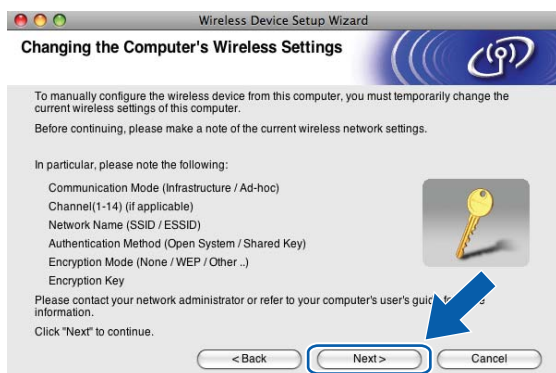 Wireless Device Setup Wizard
Changing the Computer's Wireless Settings
To manually configure the wireless device from this computer, you must temporarily change the
current wireless settings of this computer.
Before continuing, please make a note of the current wireless network settings.
In particular, please note the following:
Communication Mode (Infrastructure / Ad-hoc)
Channel(1-14) (if applicable)
Network Name (SSID / ESSID)
Authentication Method (Open System / Shared Key)
Encryption Mode (None / WEP / Other ..)
Encryption Key
Please contact your network administrator or refer to your computer's user's
information.
Click "Next" to continue.
< Back Next > Cancel